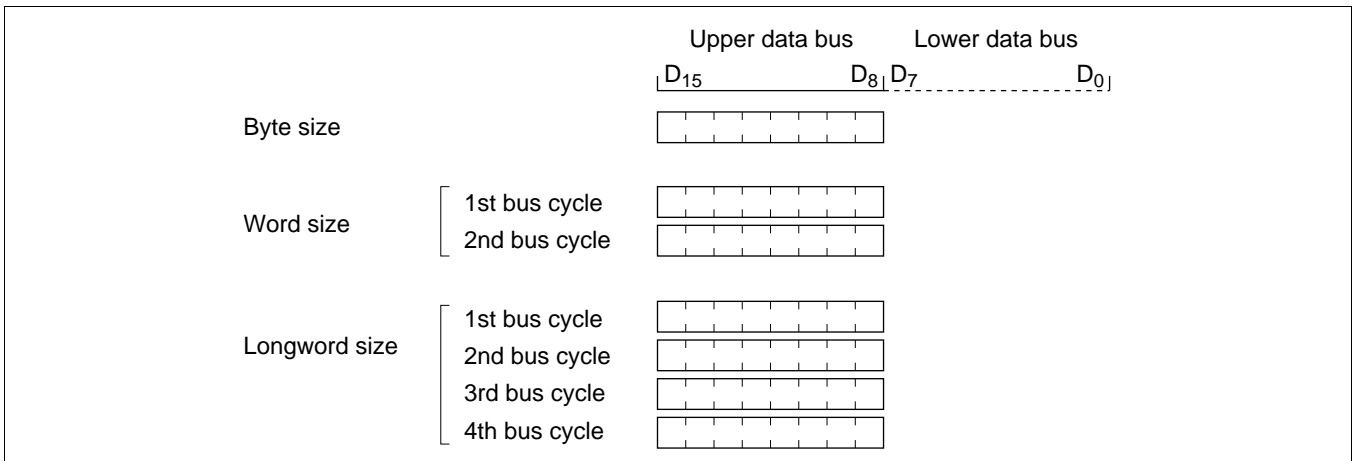 Upper data bus Lower data bus
D15 D8 D7 D0
Byte size
1st bus cycle
Word size
2nd bus cycle
1st bus cycle
Longword size
2nd bus cycle
3rd bus cycle
4th bus cycle